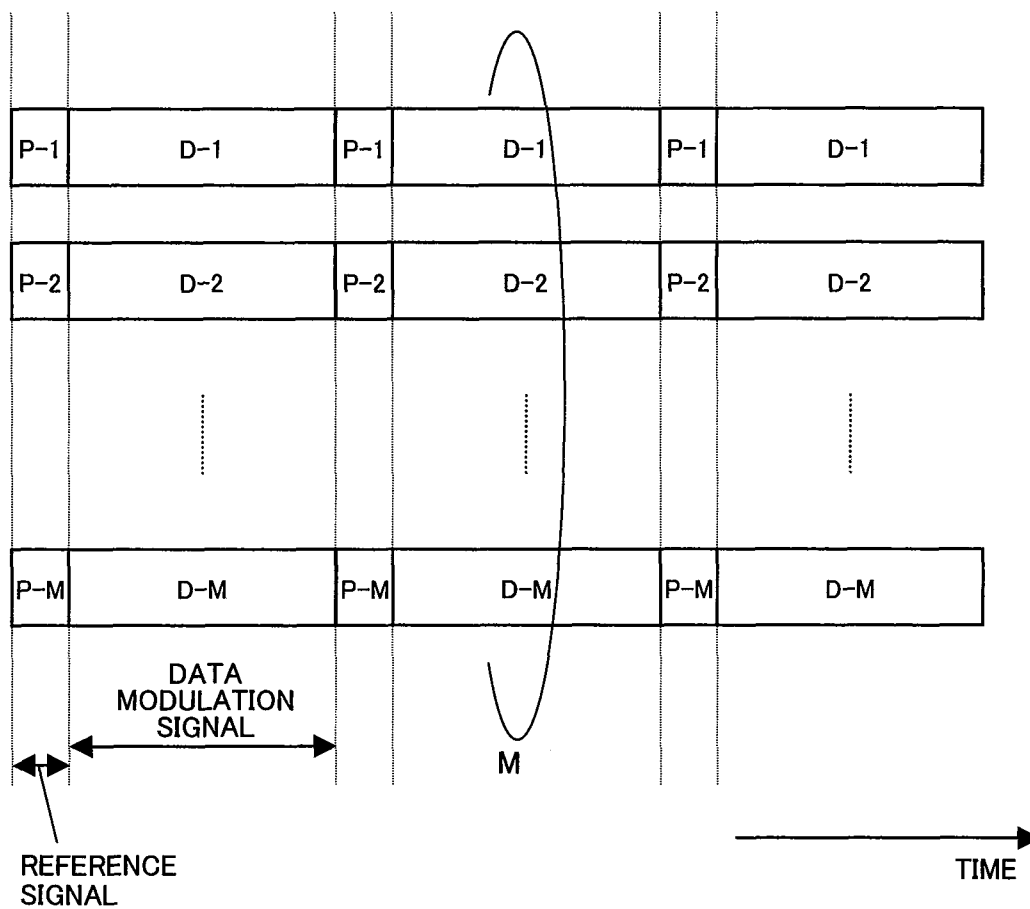 P-1 D-1 P-1 D-1 P-1 D-1
P-2 D-2 P-2 D-2 P-2 D-2
P-M D-M P-M D-M P-M D-M
DATA
MODULATION
SIGNAL
M
REFERENCE
SIGNAL
TIME